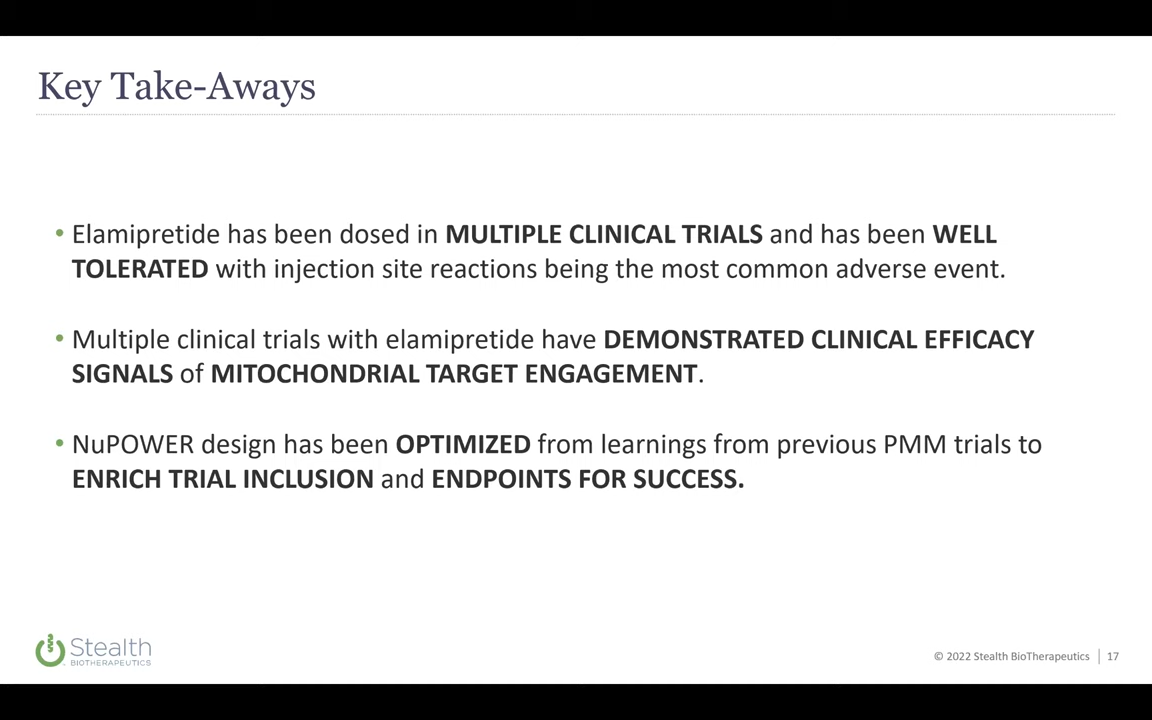 Key Take-Aways
• Elamipretide has been dosed in MULTIPLE CLINICAL TRIALS and has been WELL
TOLERATED with injection site reactions being the most common adverse event.
• Multiple clinical trials with elamipretide have DEMONSTRATED CLINICAL EFFICACY
SIGNALS of MITOCHONDRIAL TARGET ENGAGEMENT.
• NuPOWER design has been OPTIMIZED from learnings from previous PMM trials to
ENRICH TRIAL INCLUSION and ENDPOINTS FOR SUCCESS.
Stealth
BIOTHERAPEUTICS
© 2022 Stealth BioTherapeutics | 17